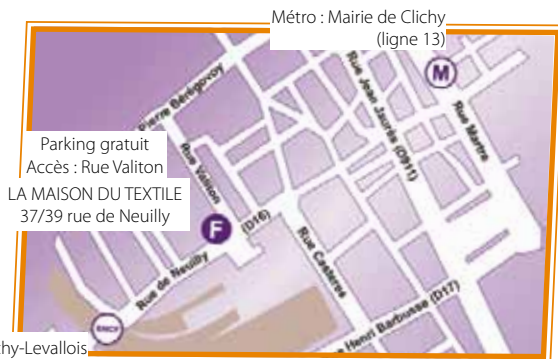 Métro : Mairie de Clichy
(ligne 13)
M
Pierre Bérégovoy
Rue Jean Jaurès (D911)
Rue Martre
Parking gratuit
Accès : Rue Valiton
Rue Valiton
LA MAISON DU TEXTILE
37/39 rue de Neuilly
F
(D16)
Rue de Neuilly
Rue Casterès
Henri Barbusse (D17)
SNCF
hy-Levallois